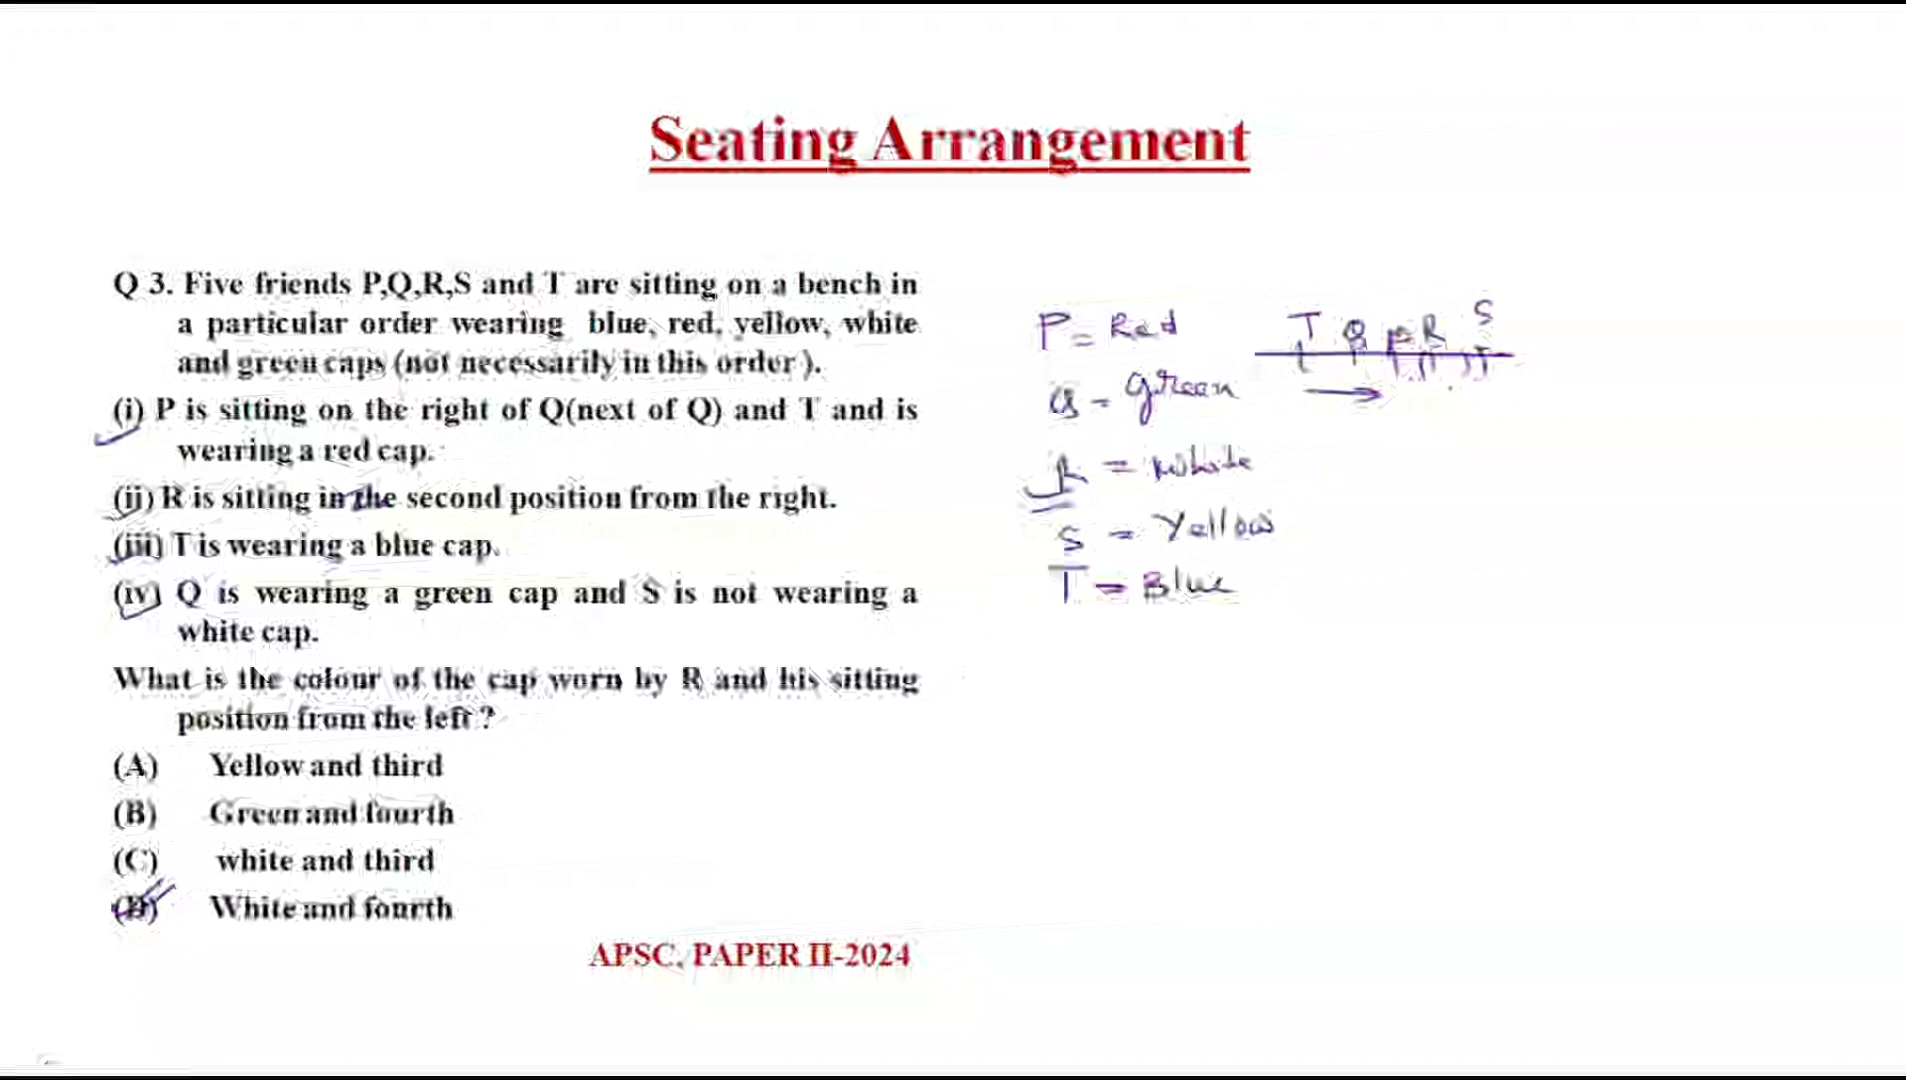 Seating Arrangement
Q 3. Five friends P,Q,R,S and T are sitting on a bench in
a particular order wearing blue, red, yellow, white
and green caps (not necessarily in this order ).
(i) P is sitting on the right of Q(next of Q) and T and is
wearing a red cap.
(ii) R is sitting in the second position from the right.
(iii) T is wearing a blue cap.
(iv) Q is wearing a green cap and S is not wearing a
white cap.
What is the colour of the cap worn by R and his sitting
position from the left ?
(A) Yellow and third
(B) Green and fourth
(C) white and third
(D) White and fourth
APSC, PAPER II-2024
P = Red
Q - green
R = white
S = Yellow
T = Blue
T Q P R S